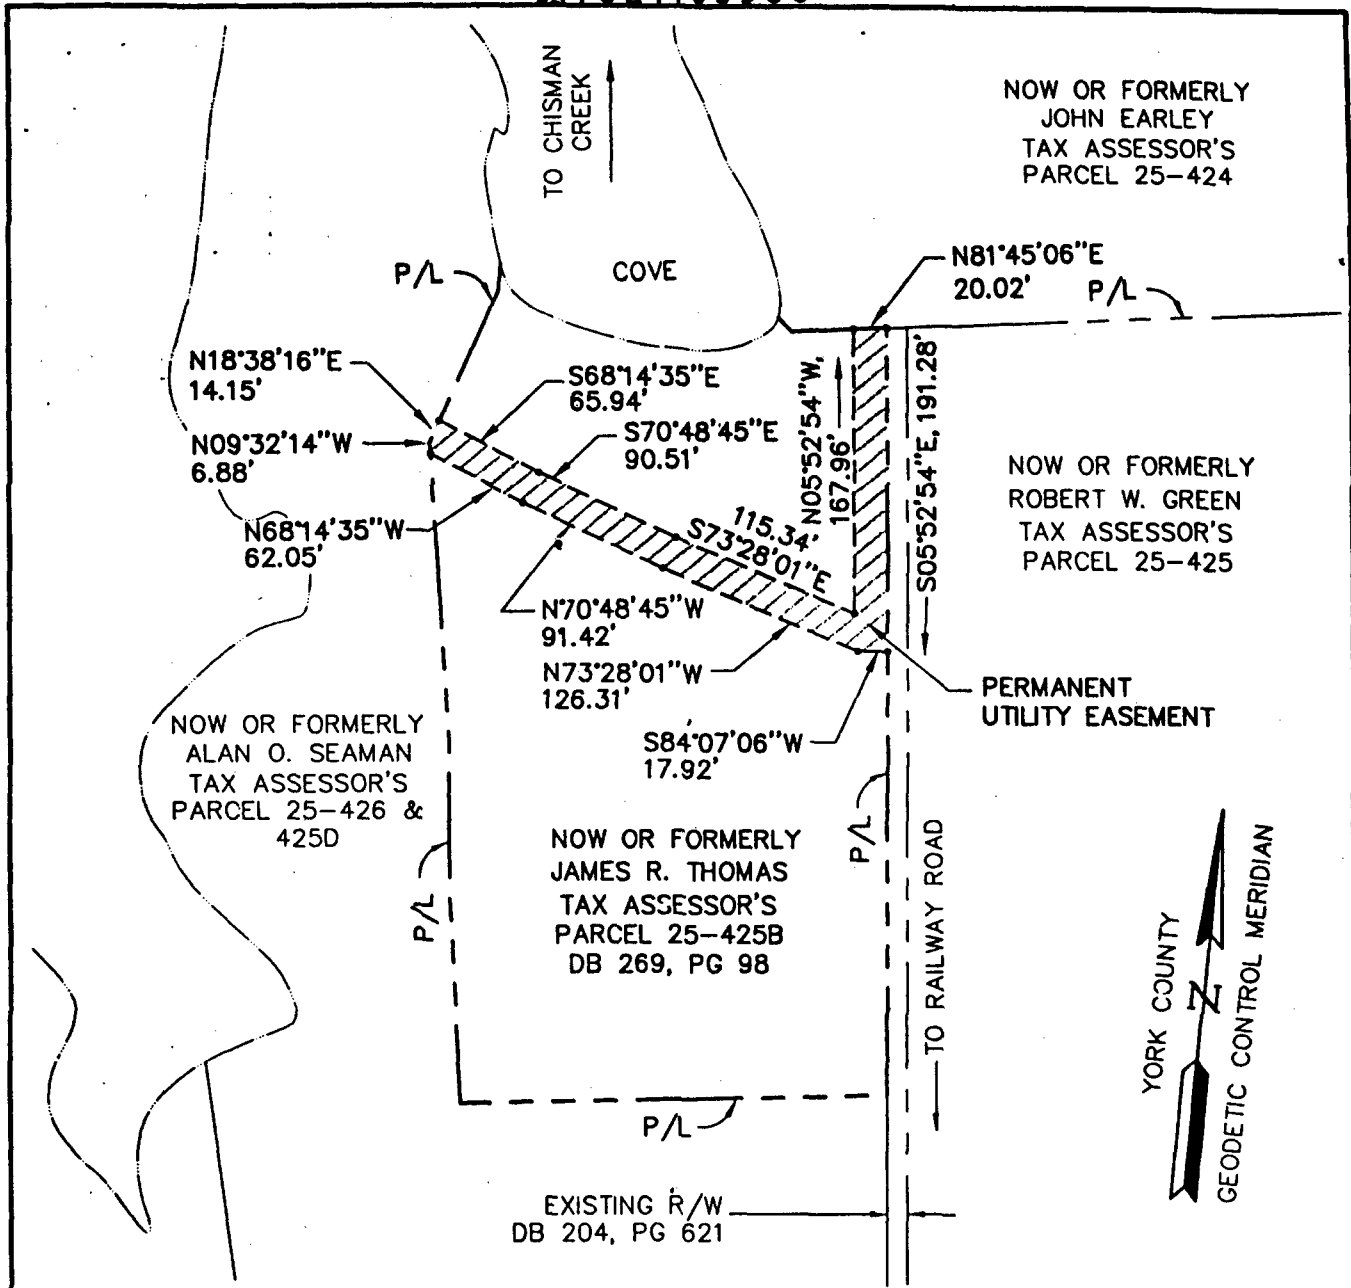 TO CHISMAN
CREEK
NOW OR FORMERLY
JOHN EARLEY
TAX ASSESSOR'S
PARCEL 25-424
P/L
COVE
N81°45'06"E
20.02'
P/L
N18°38'16"E
14.15'
S68°14'35"E
65.94'
N09°32'14"W
6.88'
S70°48'45"E
90.51'
N05°52'54"W,
167.96'
S05°52'54"E, 191.28'
NOW OR FORMERLY
ROBERT W. GREEN
TAX ASSESSOR'S
PARCEL 25-425
N68°14'35"W
62.05'
115.34'
S73°28'01"E
N70°48'45"W
91.42'
N73°28'01"W
126.31'
PERMANENT
UTILITY EASEMENT
S84°07'06"W
17.92'
NOW OR FORMERLY
ALAN O. SEAMAN
TAX ASSESSOR'S
PARCEL 25-426 &
425D
P/L
P/L
NOW OR FORMERLY
JAMES R. THOMAS
TAX ASSESSOR'S
PARCEL 25-425B
DB 269, PG 98
TO RAILWAY ROAD
YORK COUNTY
N
GEODETIC CONTROL MERIDIAN
P/L
EXISTING R/W
DB 204, PG 621